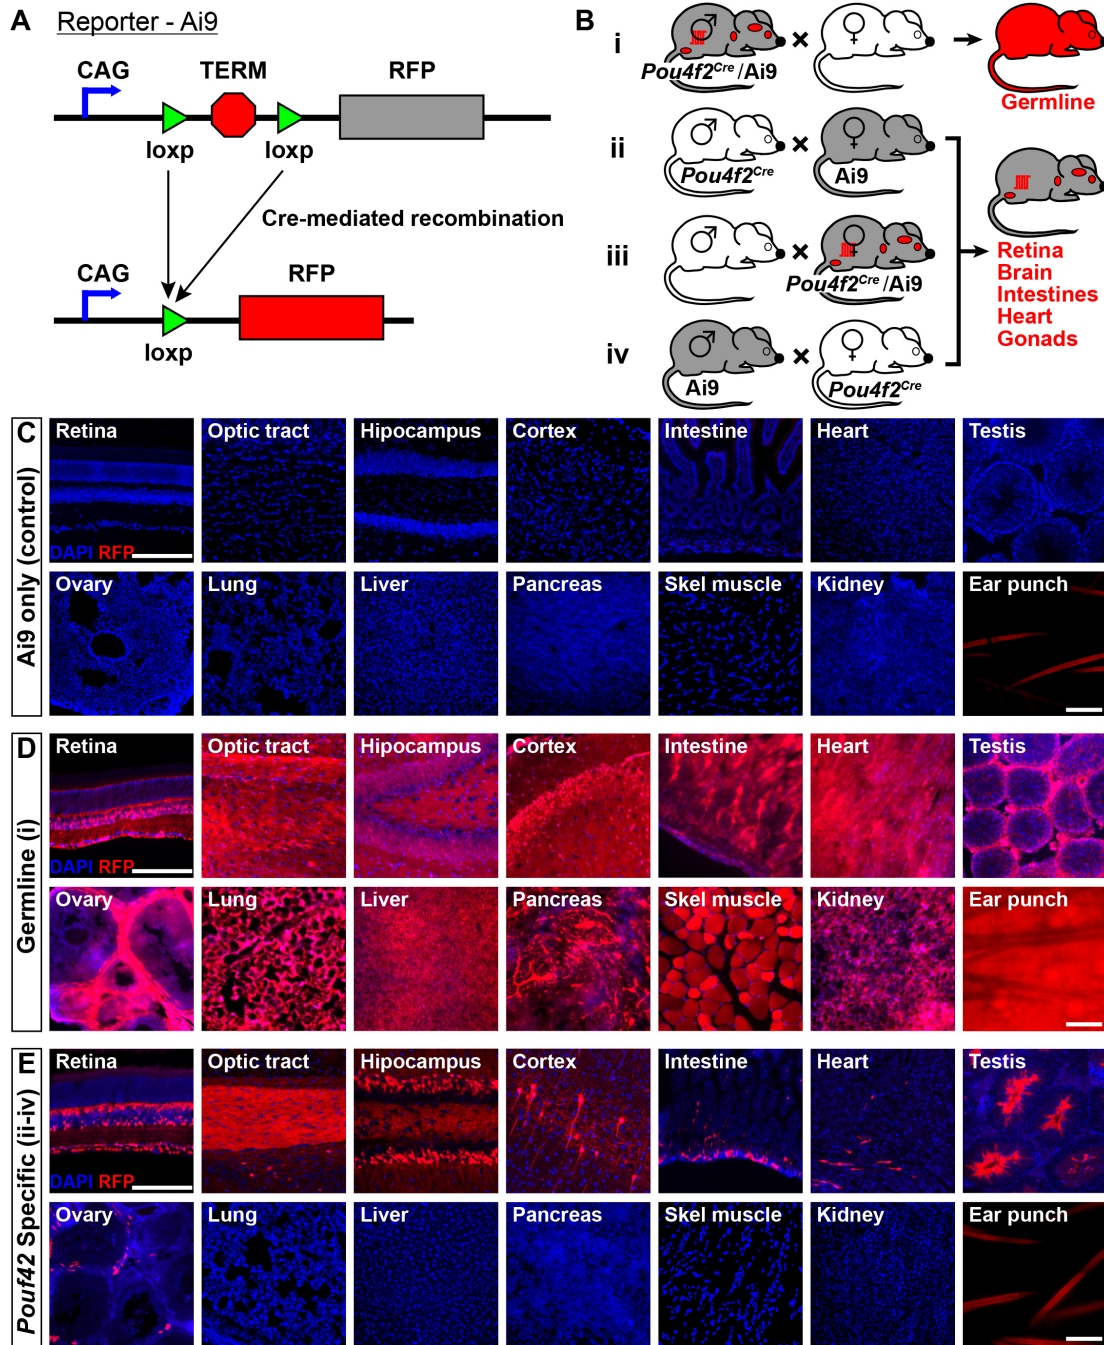 A Reporter - Ai9
CAG TERM RFP
loxp loxp
Cre-mediated recombination
CAG RFP
loxp
B
i
Pou4f2Cre/Ai9
Germline
ii
Pou4f2Cre Ai9
iii
Pou4f2Cre/Ai9
iv
Ai9 Pou4f2Cre
Retina
Brain
Intestines
Heart
Gonads
Ai9 only (control)
C Retina Optic tract Hipocampus Cortex Intestine Heart Testis
DAPI RFP
Ovary Lung Liver Pancreas Skel muscle Kidney Ear punch
Germline (i)
D Retina Optic tract Hipocampus Cortex Intestine Heart Testis
DAPI RFP
Ovary Lung Liver Pancreas Skel muscle Kidney Ear punch
Pouf42 Specific (ii-iv)
E Retina Optic tract Hipocampus Cortex Intestine Heart Testis
DAPI RFP
Ovary Lung Liver Pancreas Skel muscle Kidney Ear punch